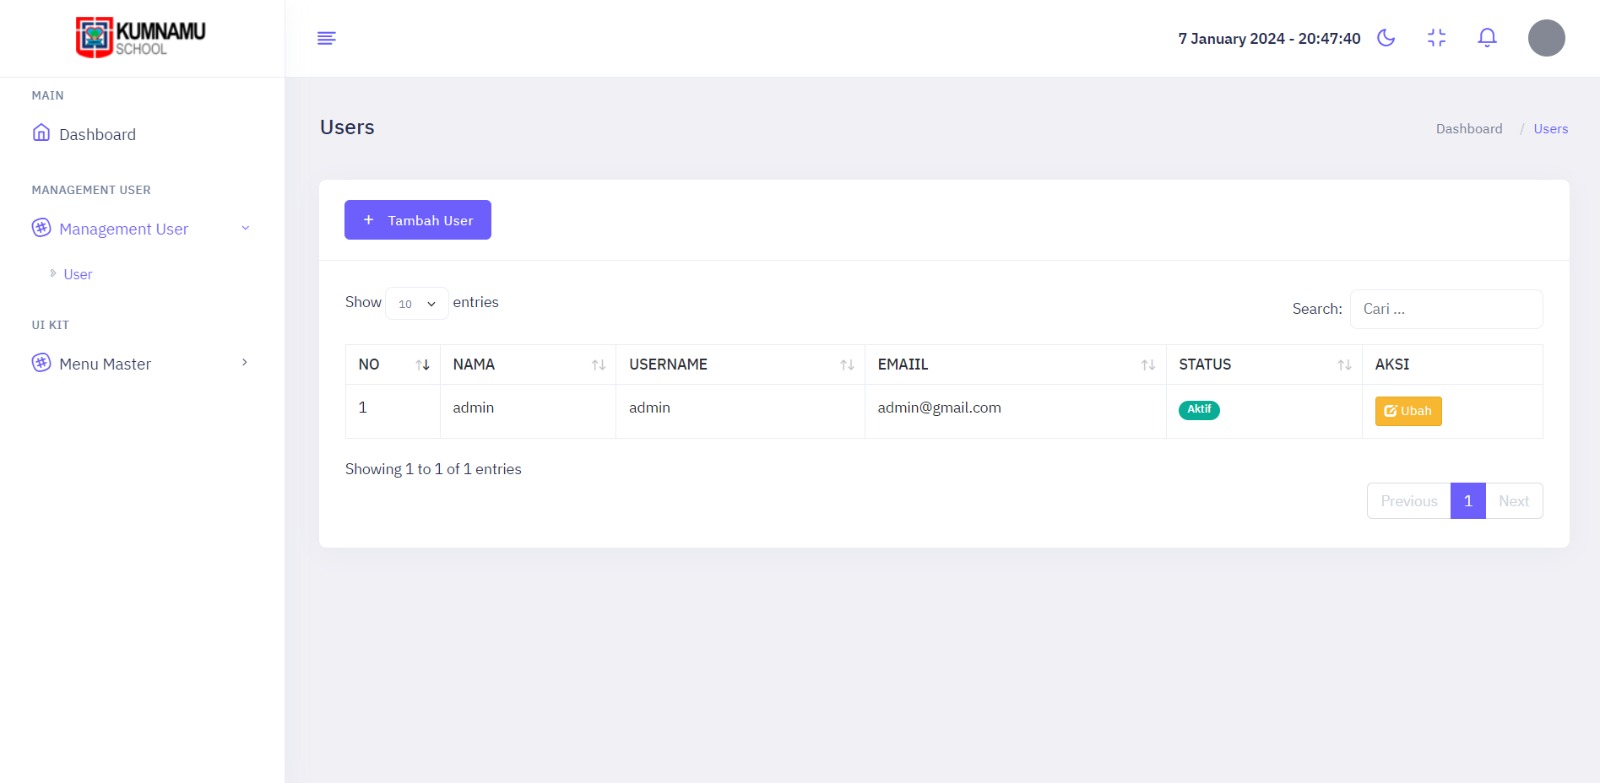 KUMNAMU
SCHOOL
7 January 2024 - 20:47:40
MAIN
Dashboard
MANAGEMENT USER
Management User
User
UI KIT
Menu Master
Users
Dashboard / Users
+ Tambah User
Show 10 entries
Search: Cari ...
NO NAMA USERNAME EMAIIL STATUS AKSI
1 admin admin admin@gmail.com Aktif Ubah
Showing 1 to 1 of 1 entries
Previous 1 Next